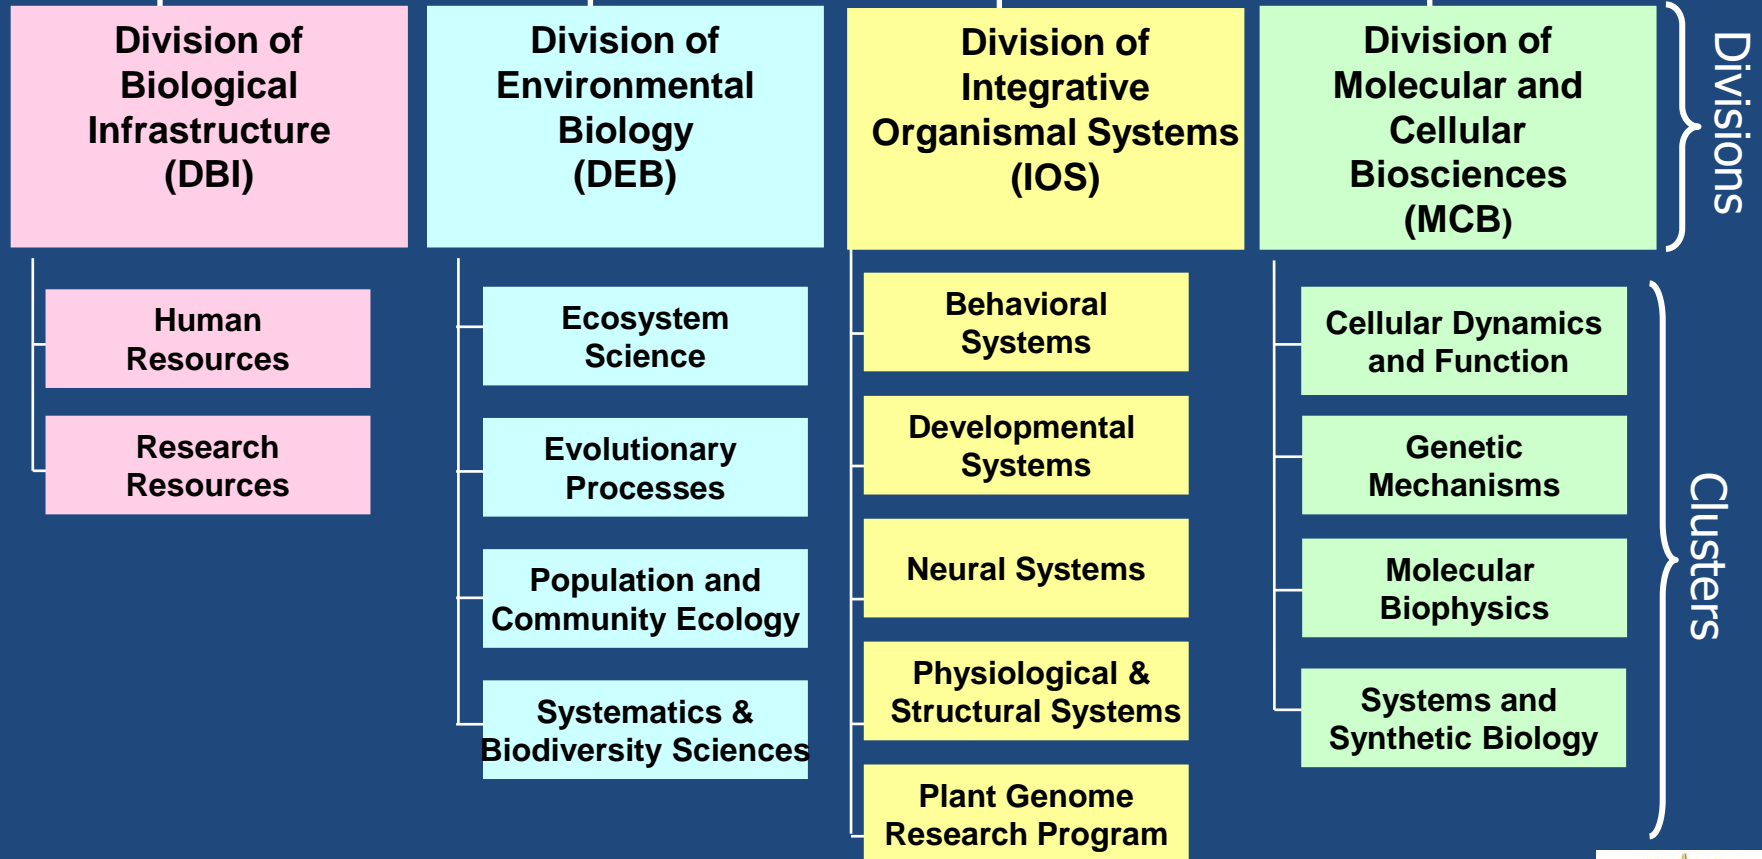 Division of
Biological
Infrastructure
(DBI)
Division of
Environmental
Biology
(DEB)
Division of
Integrative
Organismal Systems
(IOS)
Division of
Molecular and
Cellular
Biosciences
(MCB)
Divisions
Human
Resources
Research
Resources
Ecosystem
Science
Evolutionary
Processes
Population and
Community Ecology
Systematics &
Biodiversity Sciences
Behavioral
Systems
Developmental
Systems
Neural Systems
Physiological &
Structural Systems
Plant Genome
Research Program
Cellular Dynamics
and Function
Genetic
Mechanisms
Molecular
Biophysics
Systems and
Synthetic Biology
Clusters